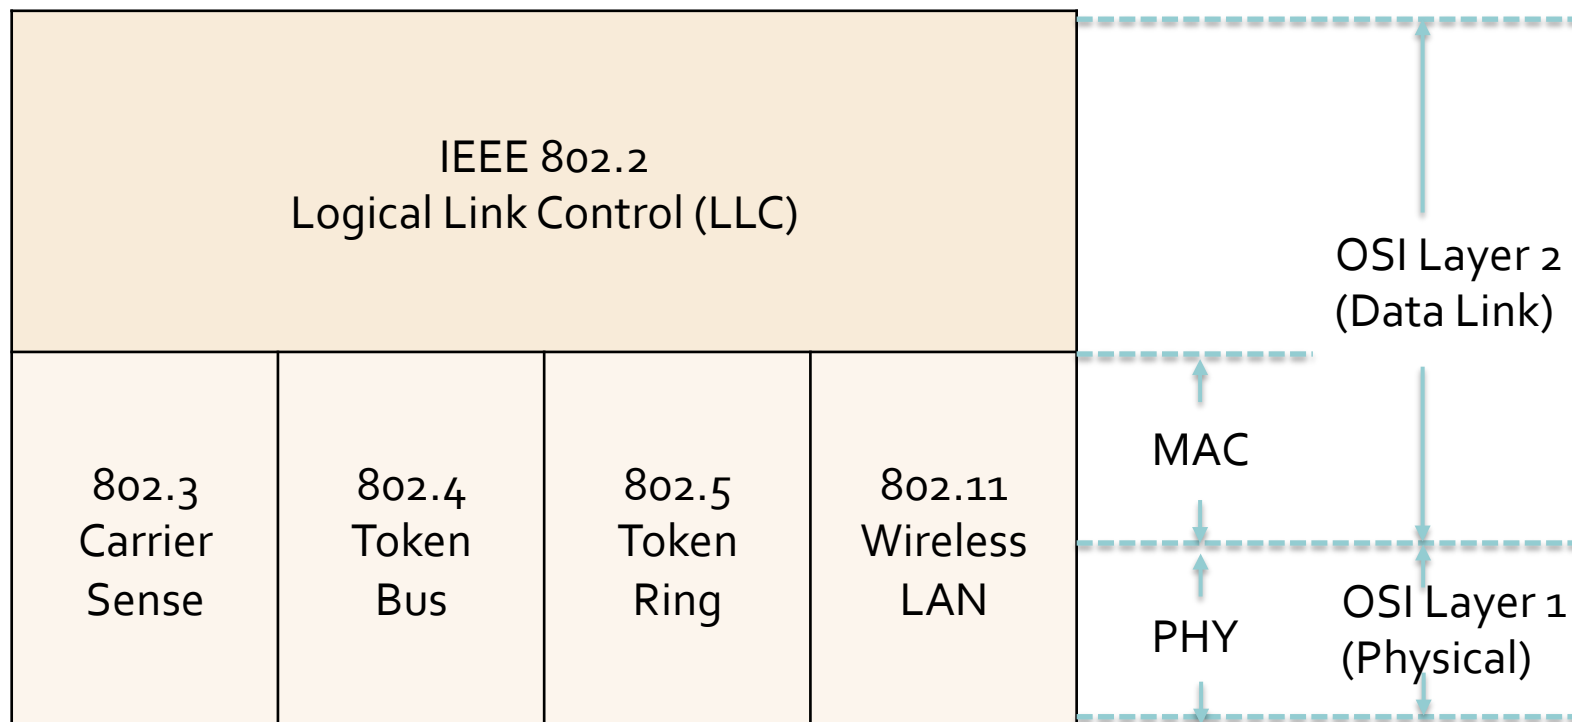 IEEE 802.2
Logical Link Control (LLC)
OSI Layer 2
(Data Link)
802.3
Carrier
Sense
802.4
Token
Bus
802.5
Token
Ring
802.11
Wireless
LAN
MAC
PHY
OSI Layer 1
(Physical)